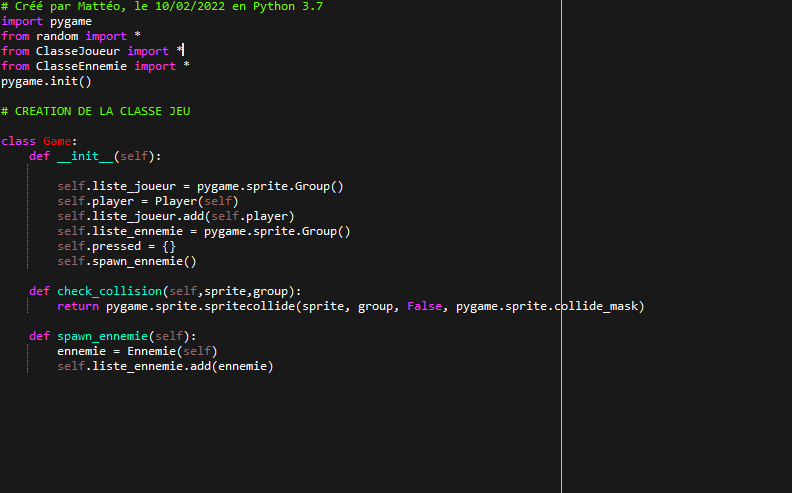 # Créé par Mattéo, le 10/02/2022 en Python 3.7
import pygame
from random import *
from ClasseJoueur import *
from ClasseEnnemie import *
pygame.init()
# CREATION DE LA CLASSE JEU
class Game:
def __init__(self):
self.liste_joueur = pygame.sprite.Group()
self.player = Player(self)
self.liste_joueur.add(self.player)
self.liste_ennemie = pygame.sprite.Group()
self.pressed = {}
self.spawn_ennemie()
def check_collision(self,sprite,group):
return pygame.sprite.spritecollide(sprite, group, False, pygame.sprite.collide_mask)
def spawn_ennemie(self):
ennemie = Ennemie(self)
self.liste_ennemie.add(ennemie)